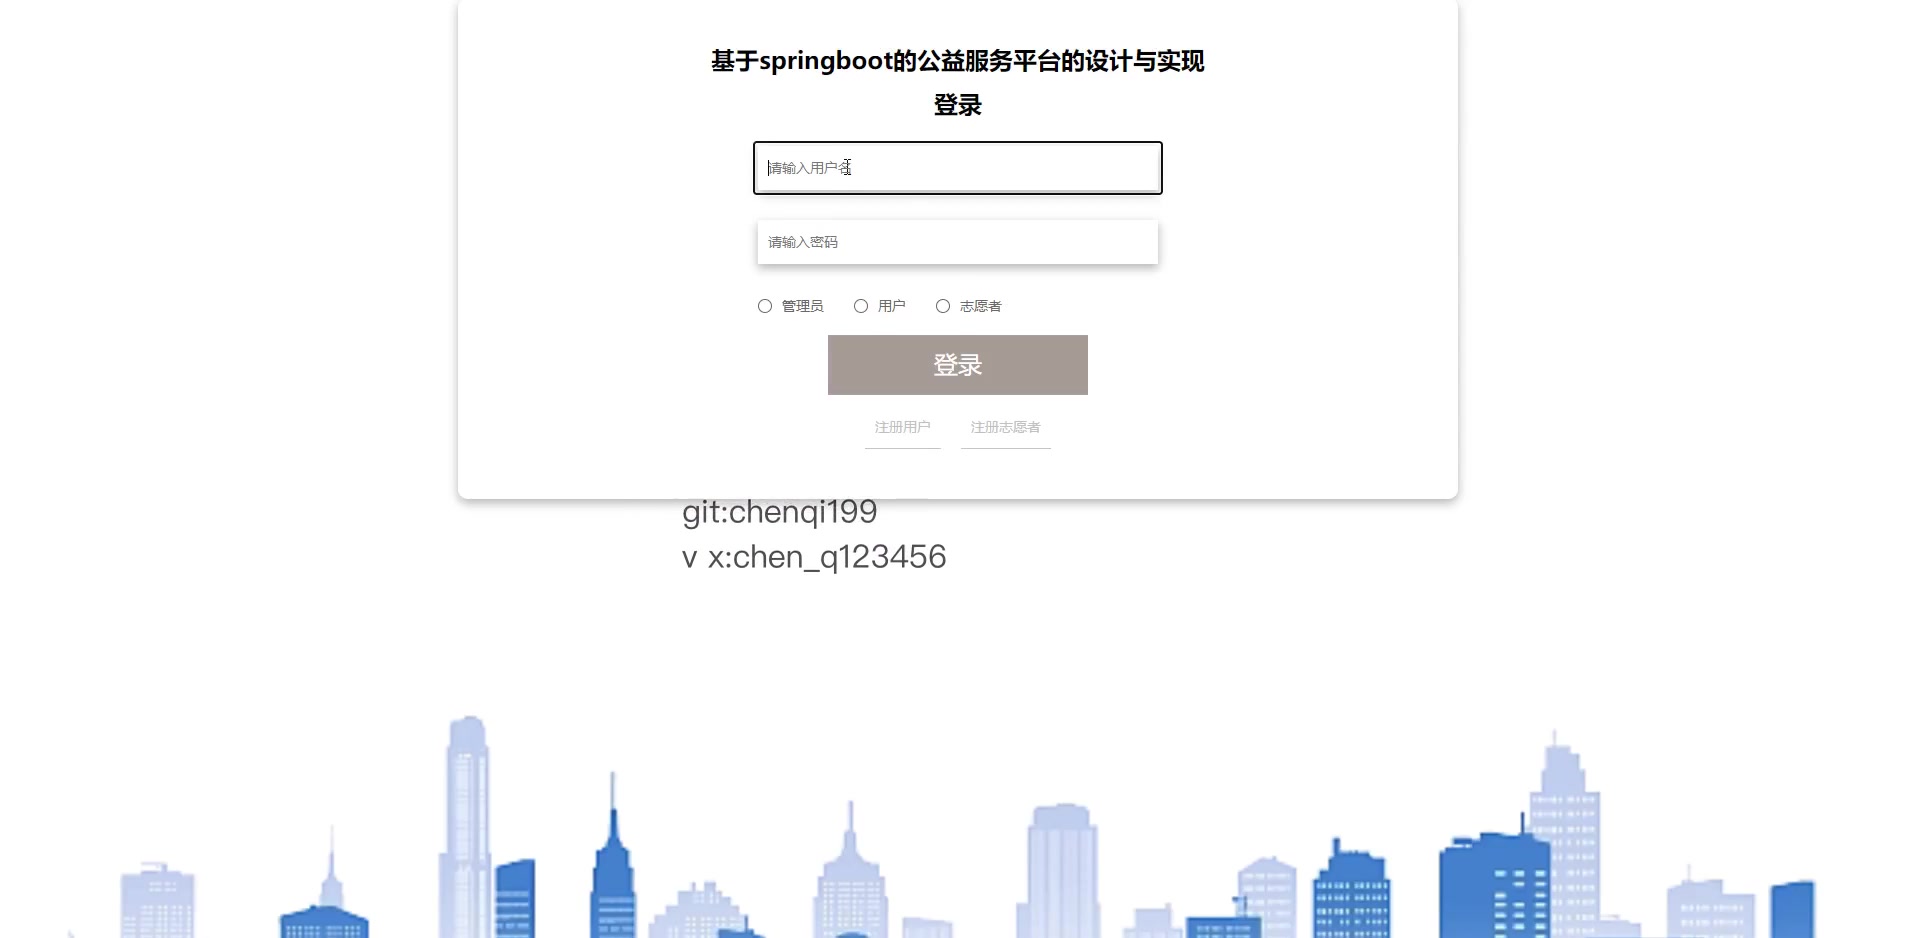 基于springboot的公益服务平台的设计与实现
登录
请输入用户名
请输入密码
管理员 用户 志愿者
登录
注册用户 注册志愿者
git:chenqi199
v x:chen_q123456